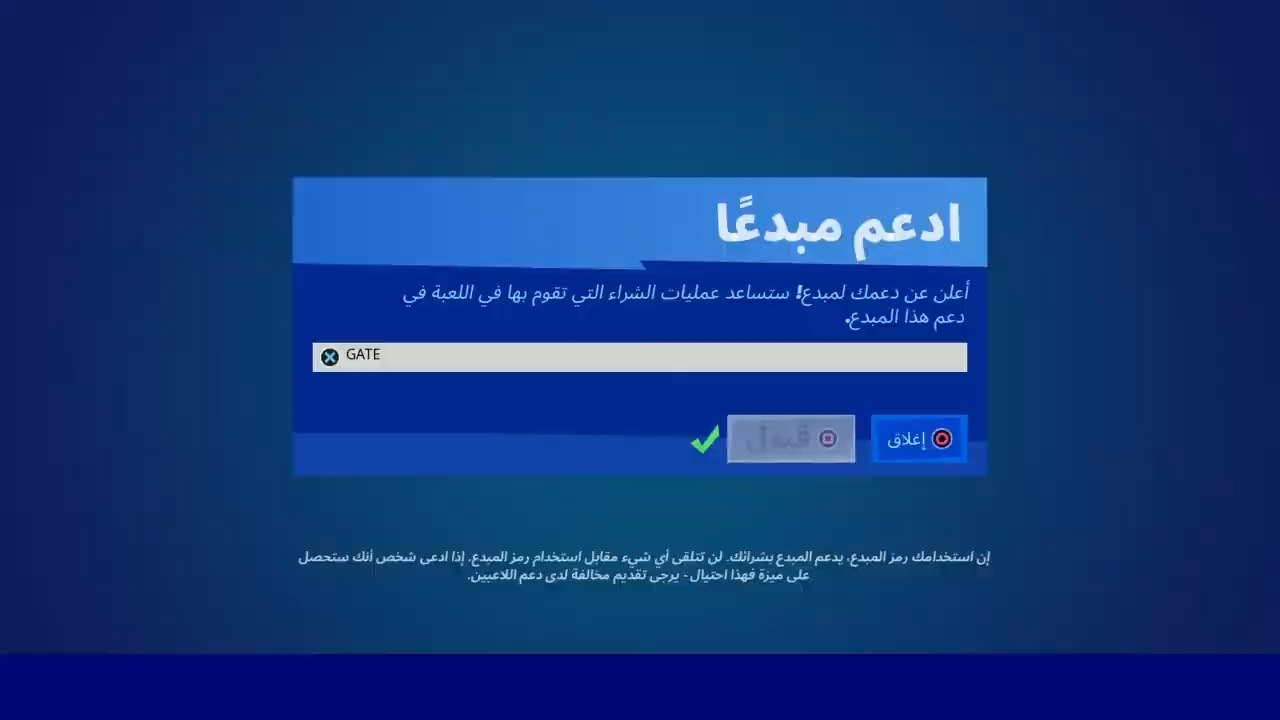 ادعم مبدعًا
أعلن عن دعمك لمبدع! ستساعد عمليات الشراء التي تقوم بها في اللعبة في
دعم هذا المبدع.
GATE
إغلاق
قبول
إن استخدامك رمز المبدع، يدعم المبدع بشرائك. لن تتلقى أي شيء مقابل استخدام رمز المبدع. إذا ادعى شخص أنك ستحصل
على ميزة فهذا احتيال - يرجى تقديم مخالفة لدى دعم اللاعبين.